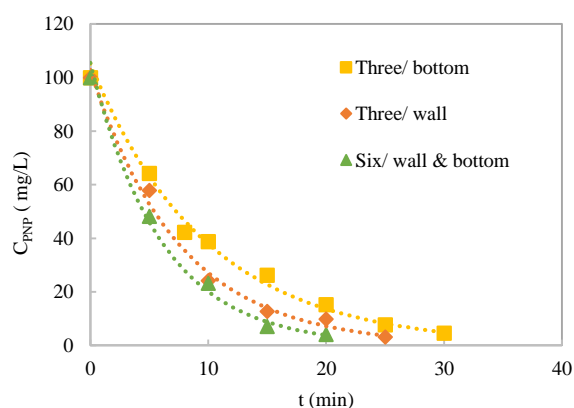 120
100
80
60
40
20
0
C_PNP ( mg/L)
Three/ bottom
Three/ wall
Six/ wall & bottom
0 10 20 30 40
t (min)